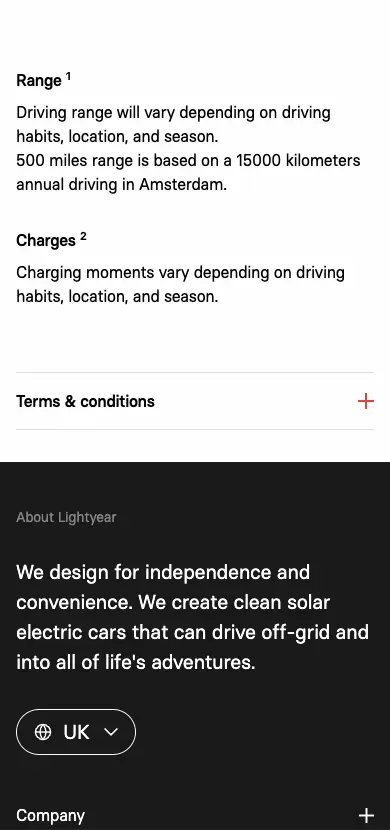 Range 1
Driving range will vary depending on driving
habits, location, and season.
500 miles range is based on a 15000 kilometers
annual driving in Amsterdam.
Charges 2
Charging moments vary depending on driving
habits, location, and season.
Terms & conditions
About Lightyear
We design for independence and
convenience. We create clean solar
electric cars that can drive off-grid and
into all of life's adventures.
UK
Company